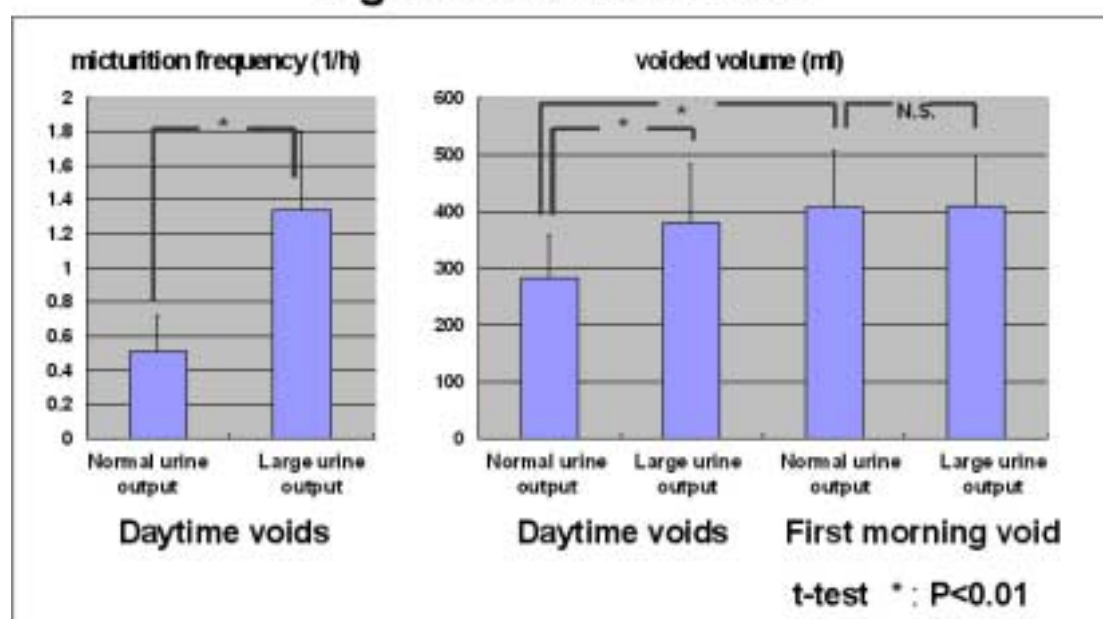 micturition frequency (1/h)
2
1.8
1.6
1.4
1.2
1
0.8
0.6
0.4
0.2
0
*
Normal urine output
Large urine output
Daytime voids
voided volume (ml)
600
500
400
300
200
100
0
*
*
N.S.
Normal urine output
Large urine output
Normal urine output
Large urine output
Daytime voids
First morning void
t-test * : P<0.01